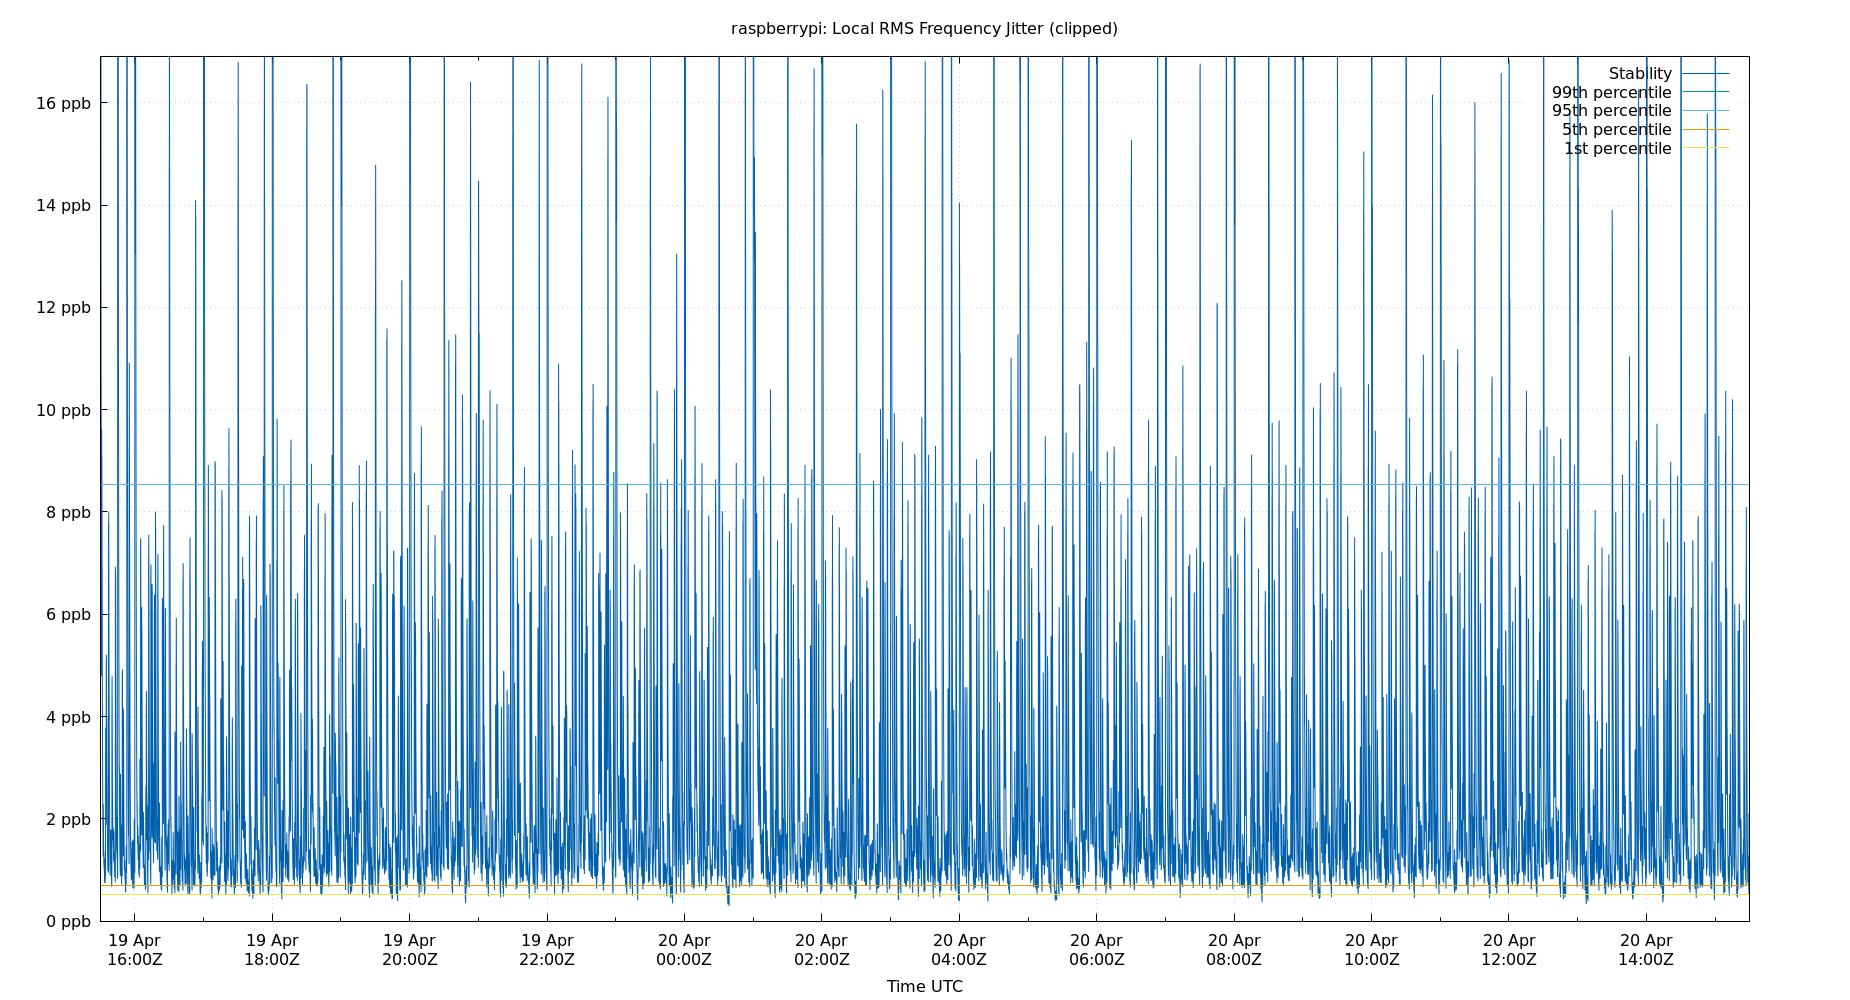 raspberrypi: Local RMS Frequency Jitter (clipped)
Stability
99th percentile
95th percentile
5th percentile
1st percentile
16 ppb
14 ppb
12 ppb
10 ppb
8 ppb
6 ppb
4 ppb
2 ppb
0 ppb
19 Apr 19 Apr 19 Apr 19 Apr 20 Apr 20 Apr 20 Apr 20 Apr 20 Apr 20 Apr 20 Apr 20 Apr
16:00Z 18:00Z 20:00Z 22:00Z 00:00Z 02:00Z 04:00Z 06:00Z 08:00Z 10:00Z 12:00Z 14:00Z
Time UTC